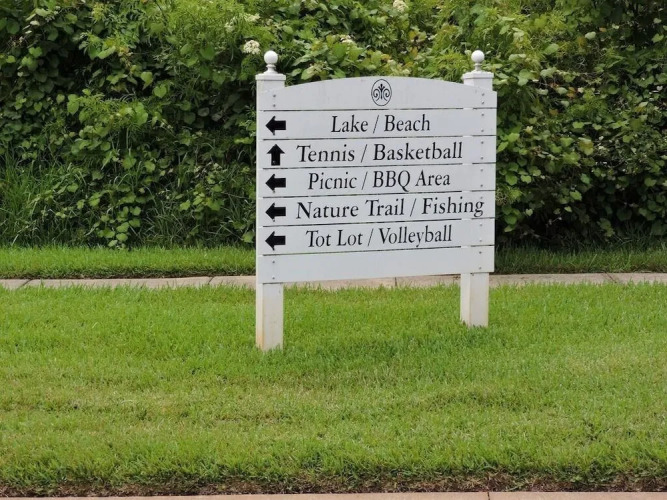 Lake / Beach
Tennis / Basketball
Picnic / BBQ Area
Nature Trail / Fishing
Tot Lot / Volleyball